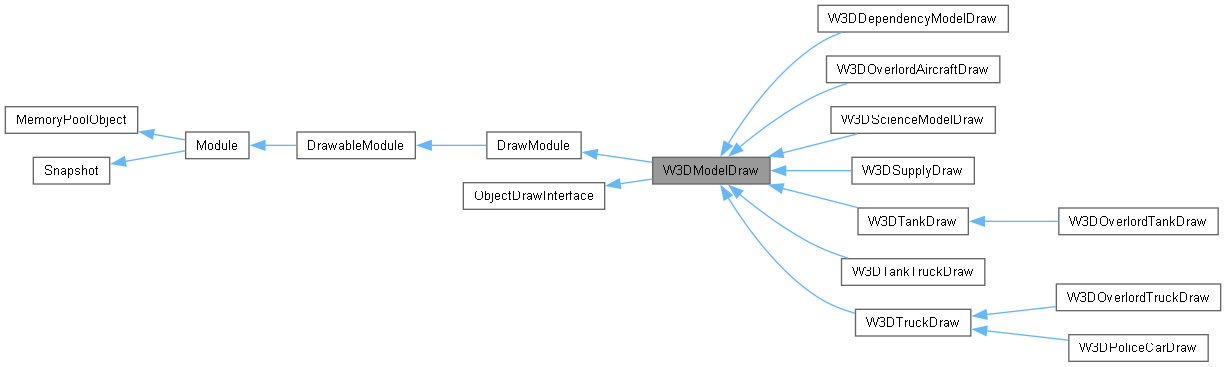 W3DDependencyModelDraw
W3DOverlordAircraftDraw
W3DScienceModelDraw
MemoryPoolObject
Module
DrawableModule
DrawModule
Snapshot
W3DModelDraw
W3DSupplyDraw
ObjectDrawInterface
W3DTankDraw
W3DOverlordTankDraw
W3DTankTruckDraw
W3DOverlordTruckDraw
W3DTruckDraw
W3DPoliceCarDraw